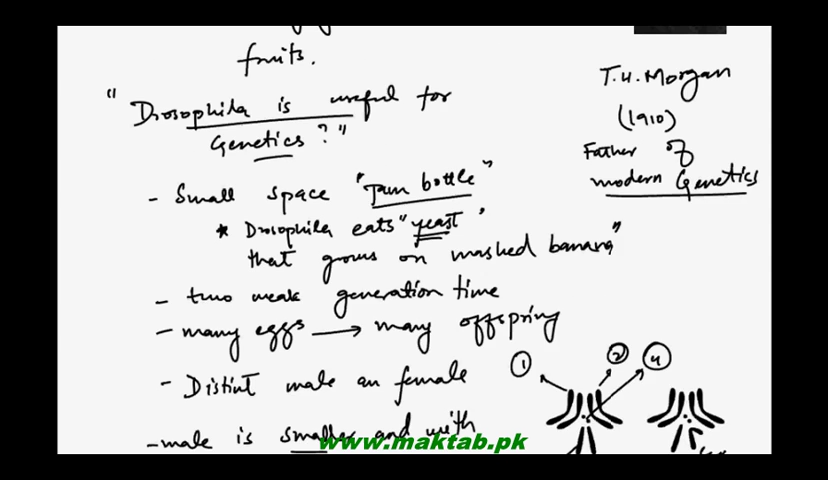 fruits.
" Drosophila is useful for
Genetics?"
- Small space "Jam bottle"
* Drosophila eats "yeast"
that grows on mashed banana"
- two weak generation time
- many eggs → many offspring
- Distint male an female
- male is smaller and with
T.H. Morgan
(1910)
Father of
modern Genetics
1 2 4
www.maktab.pk